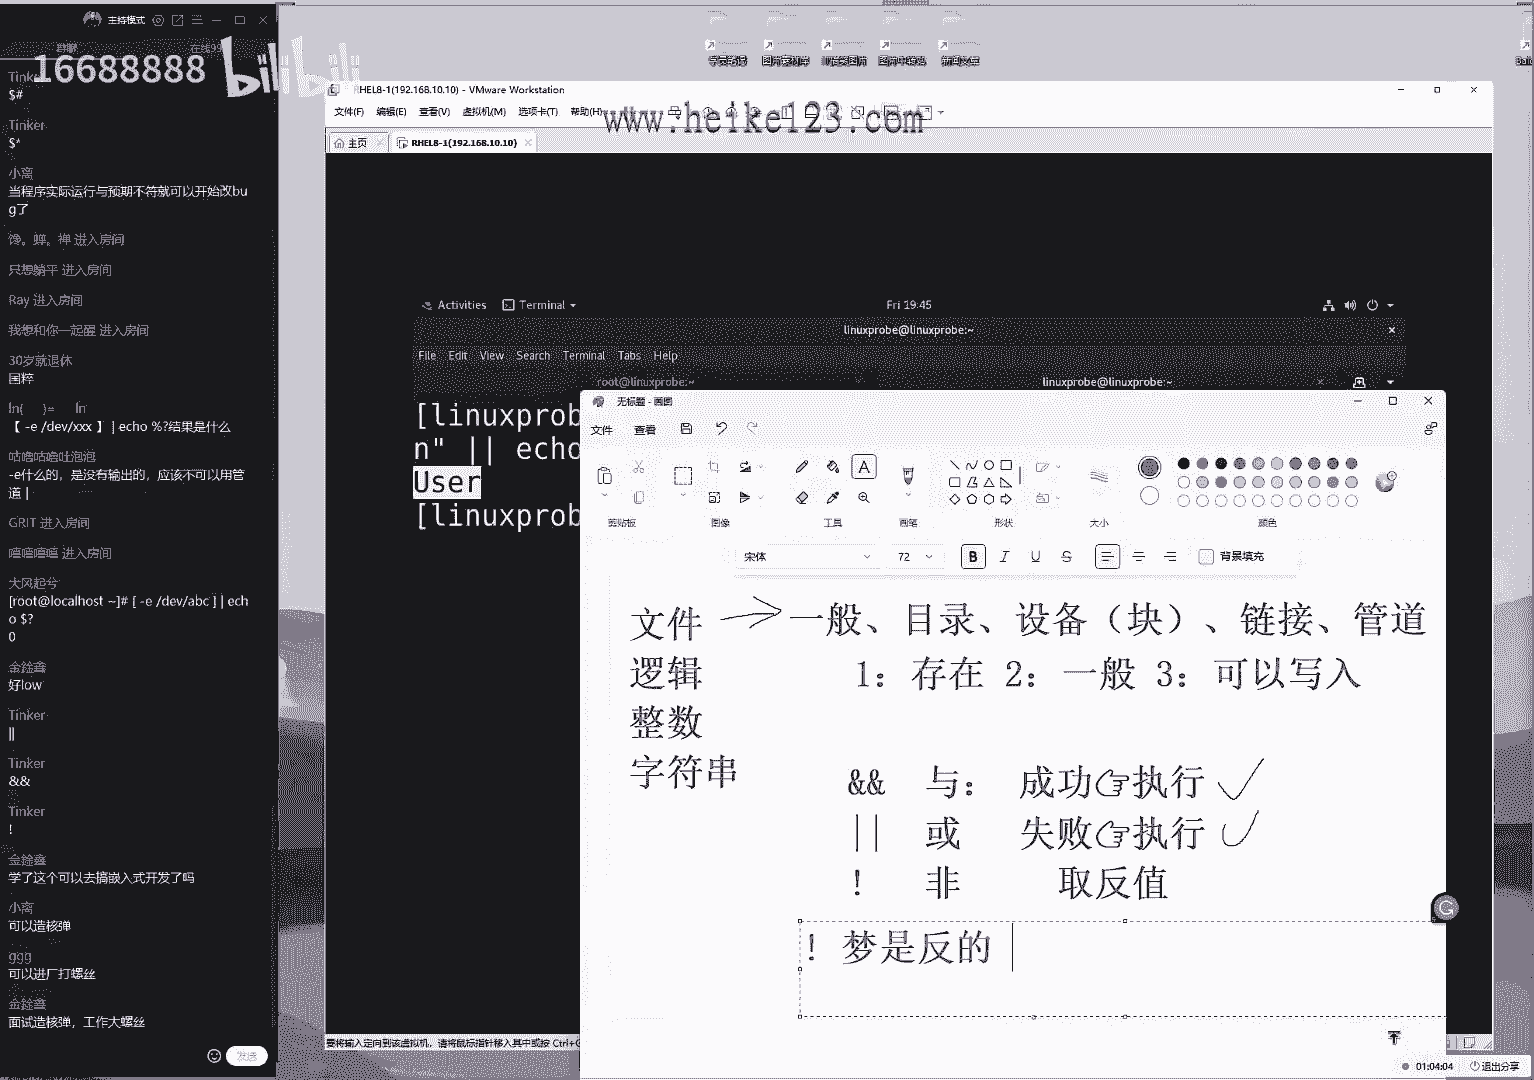 主持模式
16688888
bilibili
Tinker
$#
Tinker
$*
小离
当程序实际运行与预期不符就可以开始改bu
g了
馋。蝉。禅 进入房间
只想躺平 进入房间
Ray 进入房间
我想和你一起醒 进入房间
30岁就退休
国粹
ln( )= ln
【 -e /dev/xxx 】 | echo %?结果是什么
咕噜咕噜吐泡泡
-e什么的，是没有输出的，应该不可以用管
道 |
GRIT 进入房间
嘻嘻嘻嘻 进入房间
大风起兮
[root@localhost ~]# [ -e /dev/abc ] | ech
o $?
0
好low
Tinker
||
Tinker
&&
Tinker
!
学了这个可以去搞嵌入式开发了吗
小离
可以造核弹
ggg
可以进厂打螺丝
面试造核弹，工作大螺丝
发送
RHEL8-1(192.168.10.10) - VMware Workstation
文件(F) 编辑(E) 查看(V) 虚拟机(M) 选项卡(T) 帮助(H)
www.heike123.com
主页 RHEL8-1(192.168.10.10)
Activities Terminal Fri 19:45
linuxprobe@linuxprobe:~
File Edit View Search Terminal Tabs Help
root@linuxprobe:~ linuxprobe@linuxprobe:~
[linuxprob
n" || echo
User
[linuxprob
无标题 - 画图
文件 查看
剪贴板 图像 工具 画笔 形状 大小 颜色
宋体 72 B I U S 背景填充
文件 一般、目录、设备（块）、链接、管道
逻辑 1：存在 2：一般 3：可以写入
整数
字符串
&& 与： 成功👉执行
|| 或 失败👉执行
! 非 取反值
! 梦是反的
要将输入定向到该虚拟机，请将鼠标指针移入其中或按 Ctrl+G
01:04:04 退出分享